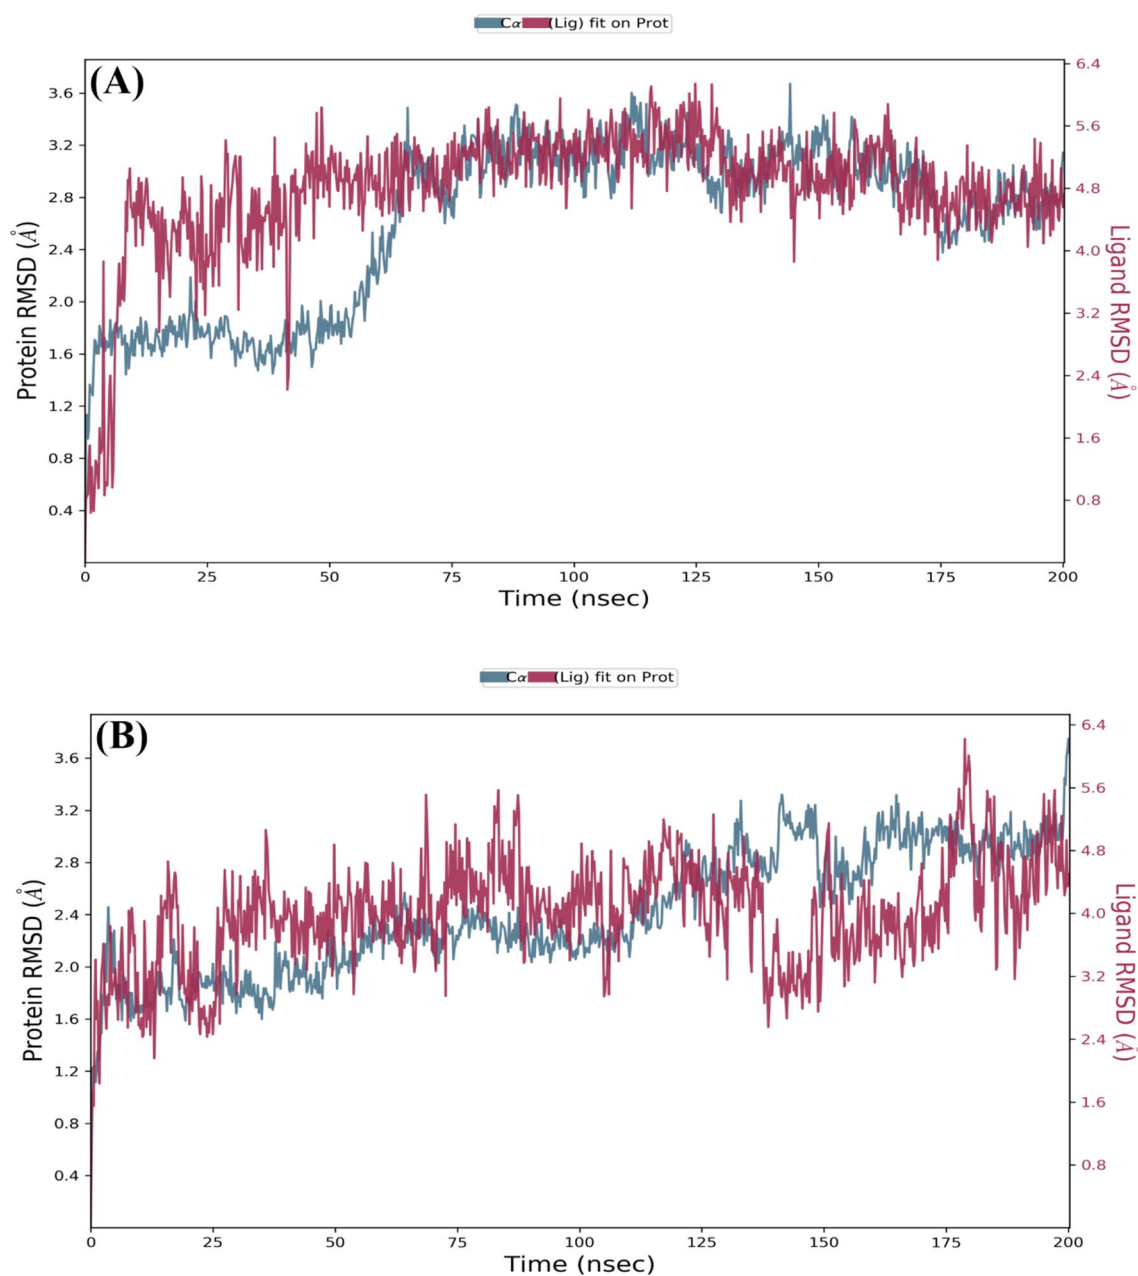 Cα (Lig) fit on Prot
(A)
Protein RMSD (Å)
3.6
3.2
2.8
2.4
2.0
1.6
1.2
0.8
0.4
6.4
5.6
4.8
4.0
3.2
2.4
1.6
0.8
Ligand RMSD (Å)
0 25 50 75 100 125 150 175 200
Time (nsec)
Cα (Lig) fit on Prot
(B)
Protein RMSD (Å)
3.6
3.2
2.8
2.4
2.0
1.6
1.2
0.8
0.4
6.4
5.6
4.8
4.0
3.2
2.4
1.6
0.8
Ligand RMSD (Å)
0 25 50 75 100 125 150 175 200
Time (nsec)